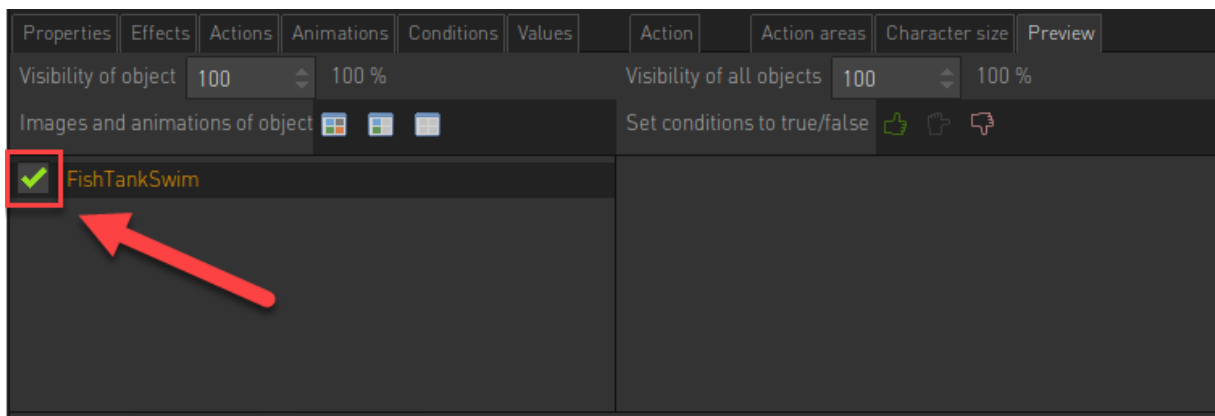 Properties Effects Actions Animations Conditions Values Action Action areas Character size Preview
Visibility of object 100 100 % Visibility of all objects 100 100 %
Images and animations of object Set conditions to true/false
FishTankSwim